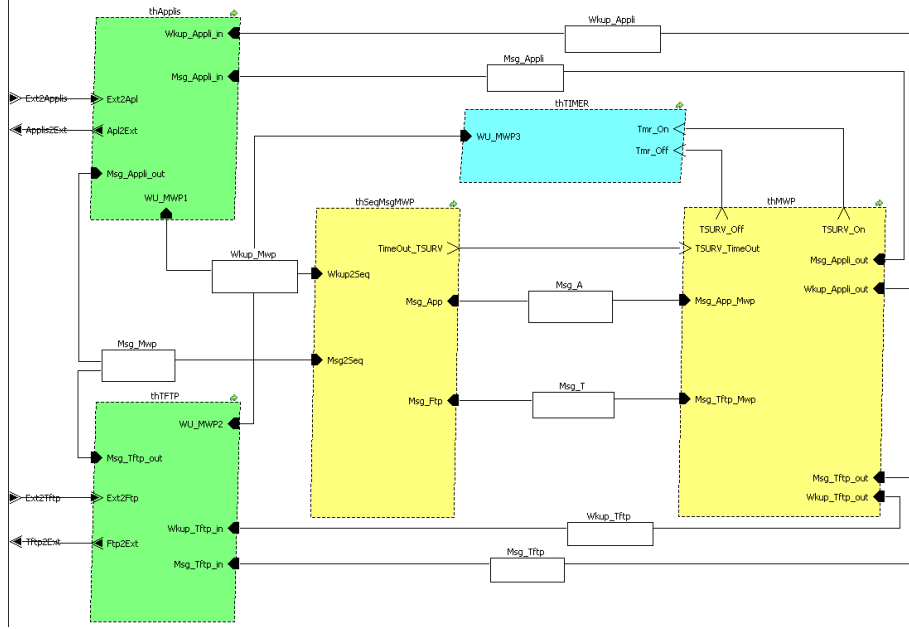 thApplis
Wkup_Appli
Wkup_Appli_in
Msg_Appli
Msg_Appli_in
Ext2Applis
Ext2Apl
Applis2Ext
Apl2Ext
thTIMER
WU_MWP3
Tmr_On
Tmr_Off
Msg_Appli_out
WU_MWP1
thSeqMsgMWP
thMWP
TSURV_Off
TSURV_On
TimeOut_TSURV
TSURV_TimeOut
Wkup_Mwp
Msg_Appli_out
Wkup2Seq
Msg_A
Wkup_Appli_out
Msg_App
Msg_App_Mwp
Msg_Mwp
Msg2Seq
Msg_T
thTFTP
Msg_Ftp
Msg_Tftp_Mwp
WU_MWP2
Msg_Tftp_out
Msg_Tftp_out
Ext2Tftp
Ext2Ftp
Wkup_Tftp_out
Wkup_Tftp
Wkup_Tftp_in
Tftp2Ext
Ftp2Ext
Msg_Tftp
Msg_Tftp_in